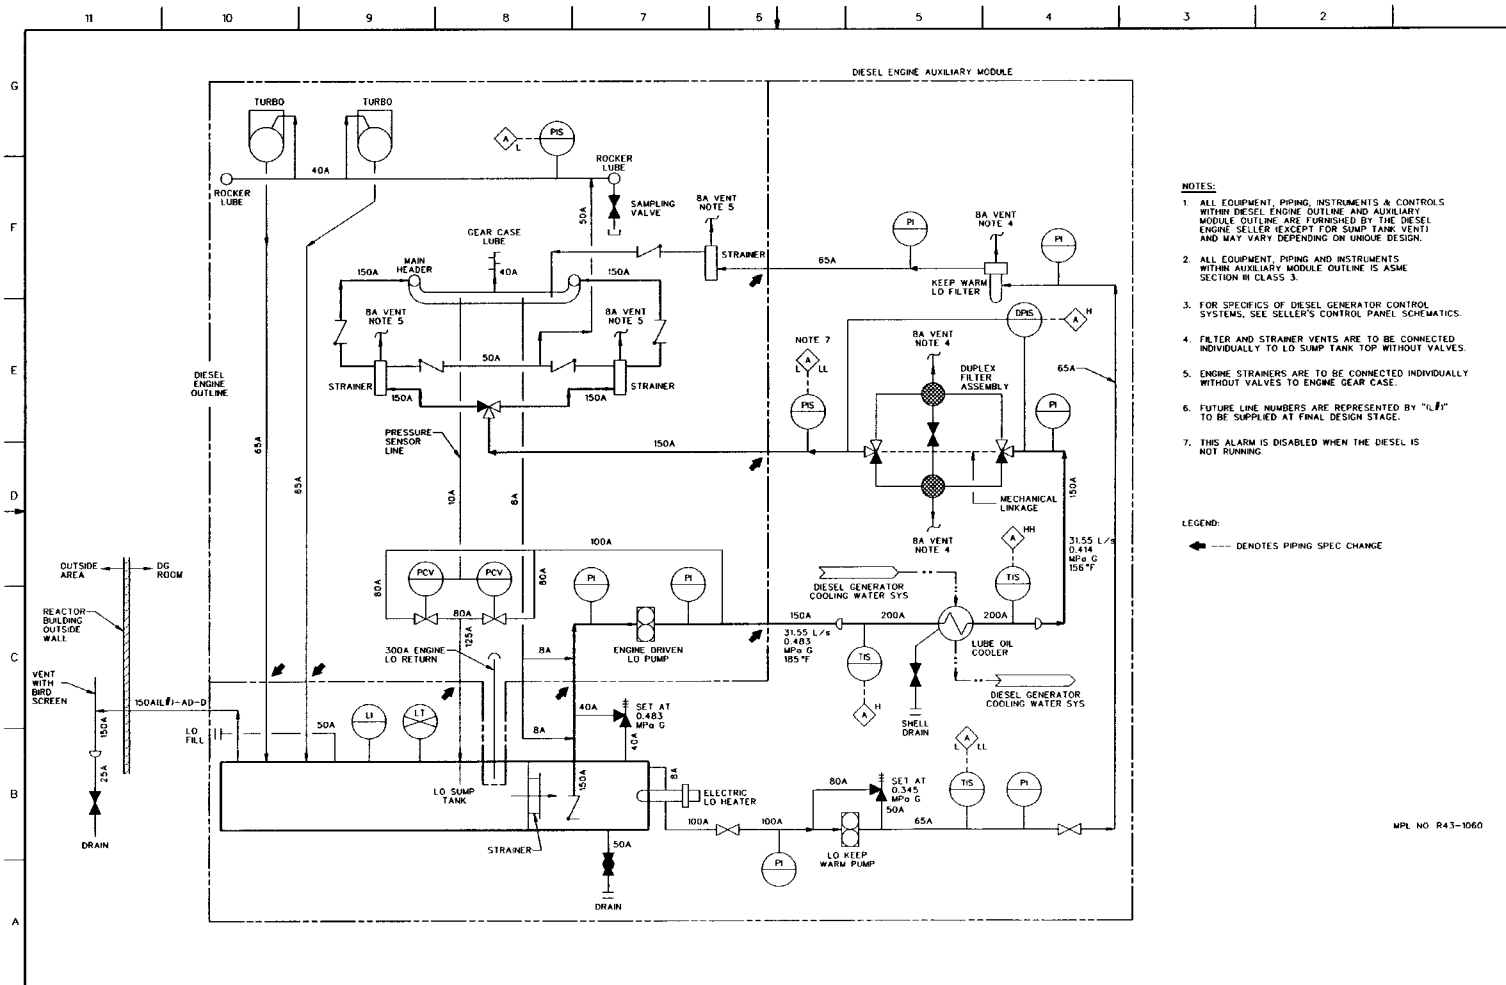 11 10 9 8 7 6 5 4 3 2
G
F
E
D
C
B
A
DIESEL ENGINE AUXILIARY MODULE
TURBO
TURBO
A
L
PIS
ROCKER
LUBE
40A
ROCKER
LUBE
50A
SAMPLING
VALVE
8A VENT
NOTE 5
GEAR CASE
LUBE
40A
STRAINER
MAIN
HEADER
150A
150A
65A
PI
8A VENT
NOTE 4
PI
KEEP WARM
LO FILTER
8A VENT
NOTE 5
8A VENT
NOTE 5
50A
STRAINER
STRAINER
150A
150A
DIESEL
ENGINE
OUTLINE
NOTE 7
A
L LL
PIS
8A VENT
NOTE 4
DUPLEX
FILTER
ASSEMBLY
DPIS
A
H
65A
PI
PRESSURE
SENSOR
LINE
150A
65A
65A
10A
8A
MECHANICAL
LINKAGE
150A
8A VENT
NOTE 4
A
HH
31.55 L/s
0.414
MPa G
156°F
OUTSIDE
AREA
DG
ROOM
100A
80A
PCV
PCV
80A
80A
125A
PI
PI
DIESEL GENERATOR
COOLING WATER SYS
TIS
REACTOR
BUILDING
OUTSIDE
WALL
150A
200A
200A
31.55 L/s
0.483
MPa G
185°F
LUBE OIL
COOLER
300A ENGINE
LO RETURN
8A
ENGINE DRIVEN
LO PUMP
TIS
A
H
DIESEL GENERATOR
COOLING WATER SYS
SHELL
DRAIN
VENT
WITH
BIRD
SCREEN
150A(L#)-AD-D
150A
25A
DRAIN
LO
FILL
50A
LI
LT
8A
40A
SET AT
0.483
MPa G
40A
LO SUMP
TANK
150A
8A
ELECTRIC
LO HEATER
STRAINER
50A
DRAIN
100A
100A
PI
80A
SET AT
0.345
MPa G
50A
LO KEEP
WARM PUMP
65A
A
L LL
TIS
PI
NOTES:
1. ALL EQUIPMENT, PIPING, INSTRUMENTS & CONTROLS
WITHIN DIESEL ENGINE OUTLINE AND AUXILIARY
MODULE OUTLINE ARE FURNISHED BY THE DIESEL
ENGINE SELLER (EXCEPT FOR SUMP TANK VENT)
AND MAY VARY DEPENDING ON UNIQUE DESIGN.
2. ALL EQUIPMENT, PIPING AND INSTRUMENTS
WITHIN AUXILIARY MODULE OUTLINE IS ASME
SECTION III CLASS 3.
3. FOR SPECIFICS OF DIESEL GENERATOR CONTROL
SYSTEMS, SEE SELLER'S CONTROL PANEL SCHEMATICS.
4. FILTER AND STRAINER VENTS ARE TO BE CONNECTED
INDIVIDUALLY TO LO SUMP TANK TOP WITHOUT VALVES.
5. ENGINE STRAINERS ARE TO BE CONNECTED INDIVIDUALLY
WITHOUT VALVES TO ENGINE GEAR CASE.
6. FUTURE LINE NUMBERS ARE REPRESENTED BY "(L#)"
TO BE SUPPLIED AT FINAL DESIGN STAGE.
7. THIS ALARM IS DISABLED WHEN THE DIESEL IS
NOT RUNNING.
LEGEND:
--- DENOTES PIPING SPEC CHANGE
MPL NO. R43-1060